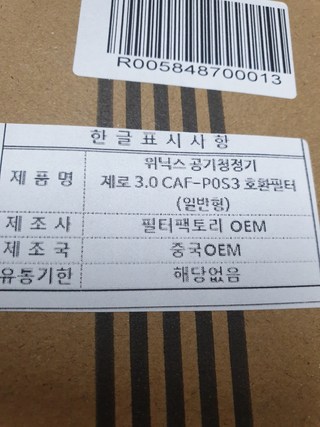 R005848700013
한글표시사항
제품명 위닉스 공기청정기
제로 3.0 CAF-P0S3 호환필터
(일반형)
제조사 필터팩토리 OEM
제조국 중국OEM
유통기한 해당없음